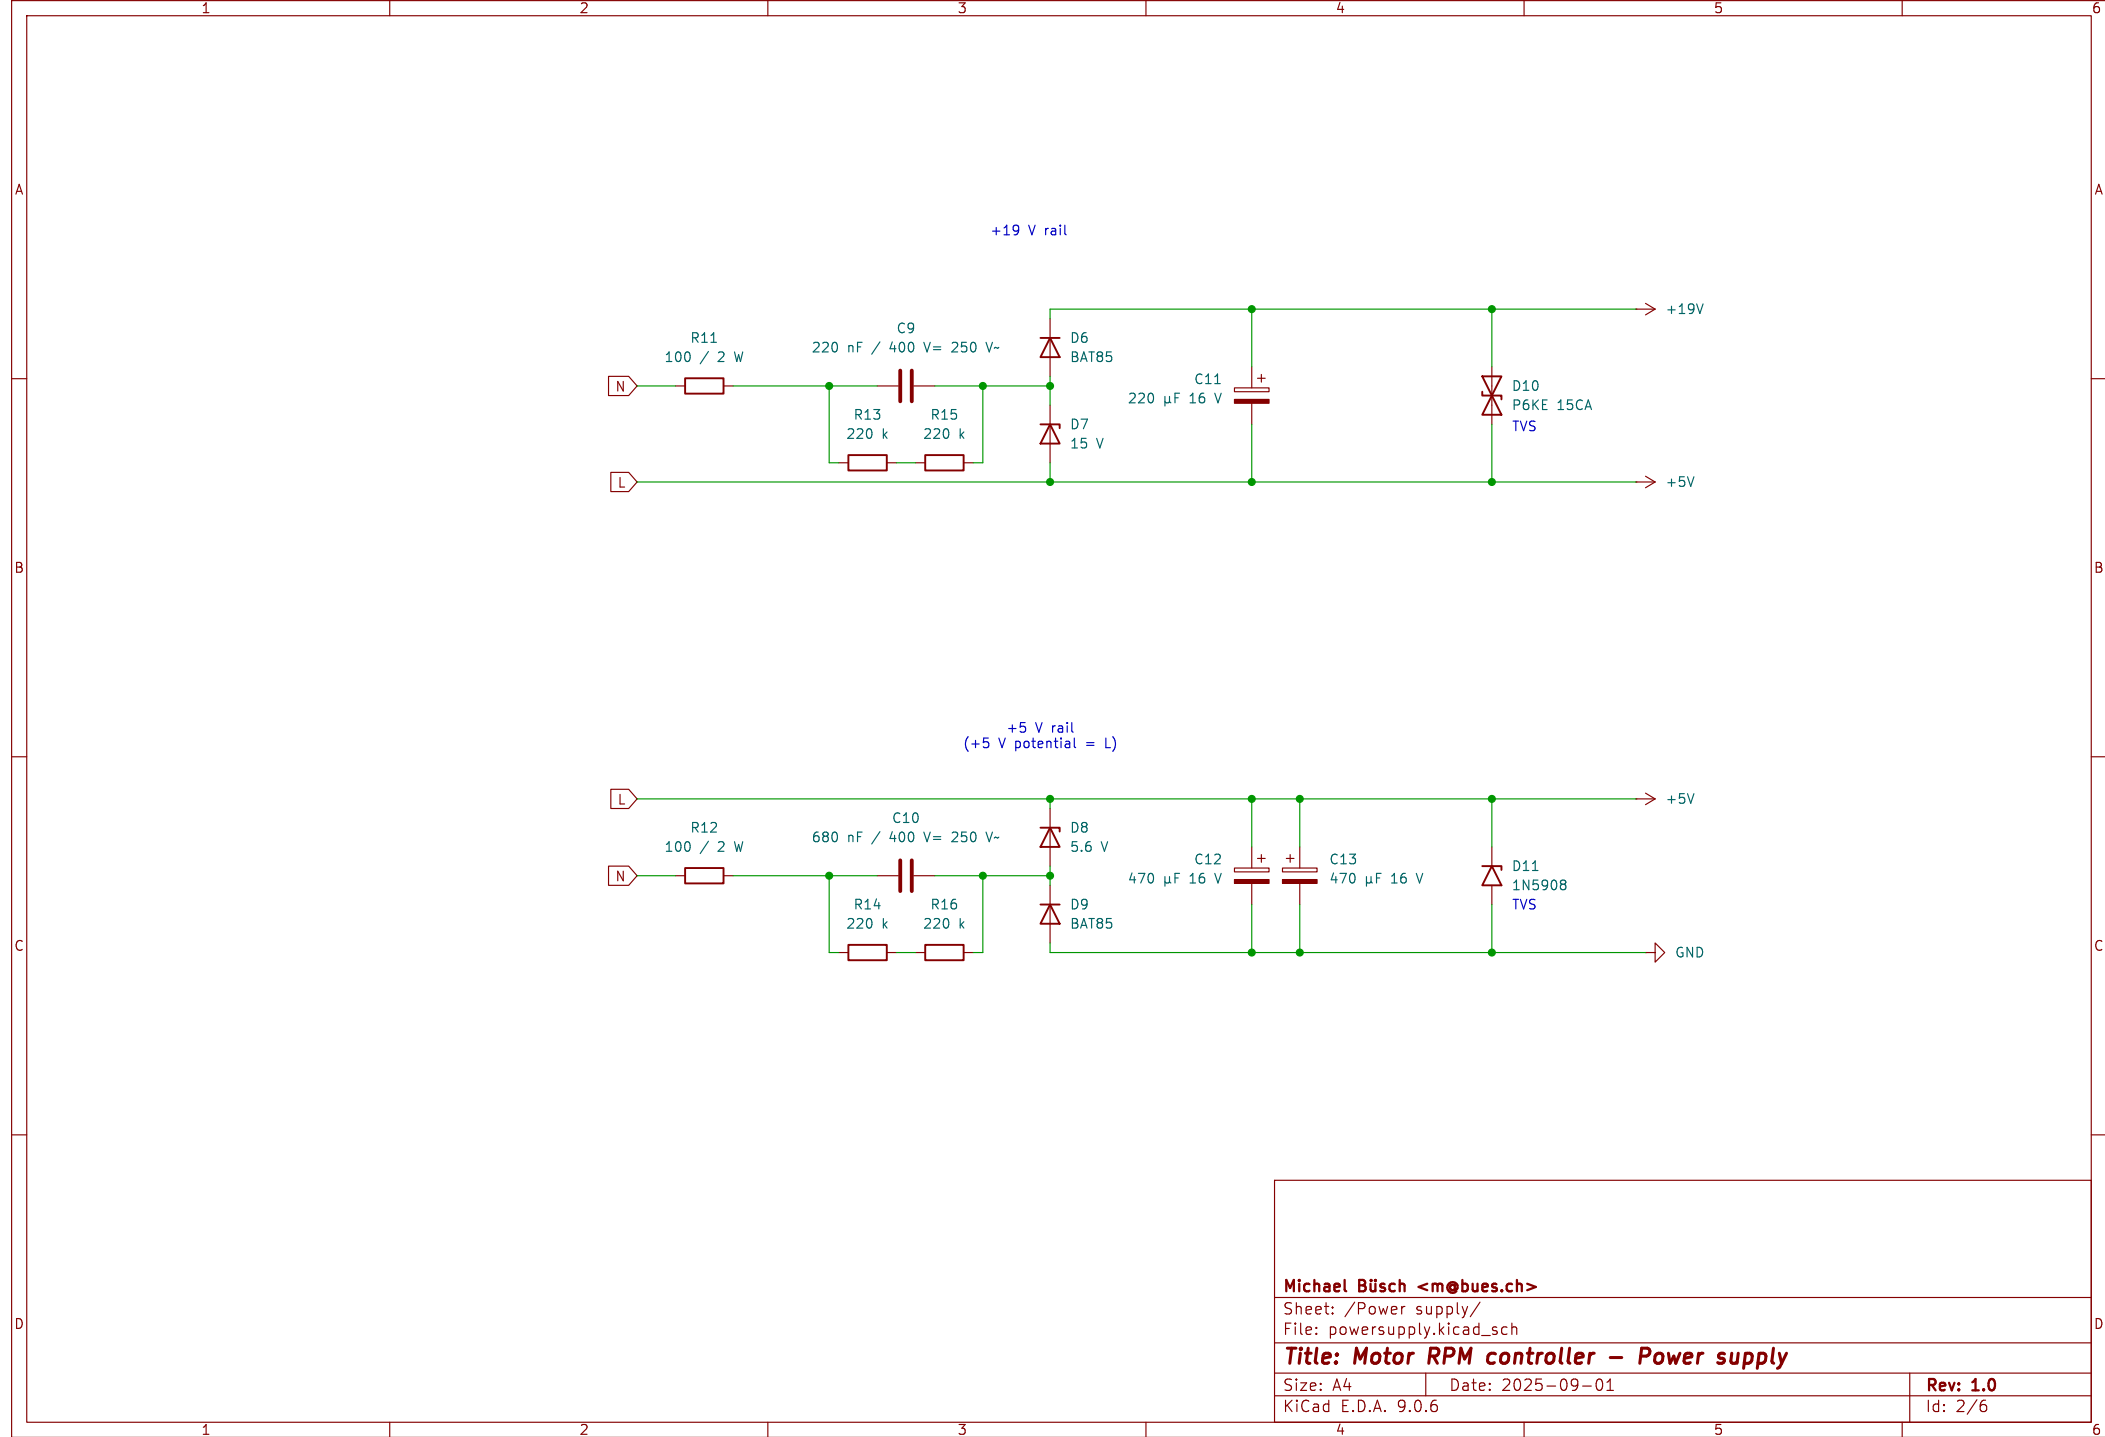 1 2 3 4 5 6
A A
+19 V rail
+19V
C9
R11
220 nF / 400 V= 250 V~
D6
100 / 2 W
BAT85
C11
+
N
D10
220 µF 16 V
P6KE 15CA
R13 R15
D7
TVS
220 k 220 k
15 V
L
+5V
B B
+5 V rail
(+5 V potential = L)
L
+5V
C10
R12
680 nF / 400 V= 250 V~
D8
100 / 2 W
5.6 V
C12
+ +
C13
D11
N
470 µF 16 V
470 µF 16 V
1N5908
R14 R16
D9
TVS
220 k 220 k
BAT85
C C
GND
Michael Büsch <m@bues.ch>
Sheet: /Power supply/
File: powersupply.kicad_sch
D D
Title: Motor RPM controller – Power supply
Size: A4 Date: 2025-09-01 Rev: 1.0
KiCad E.D.A. 9.0.6 Id: 2/6
1 2 3 4 5 6